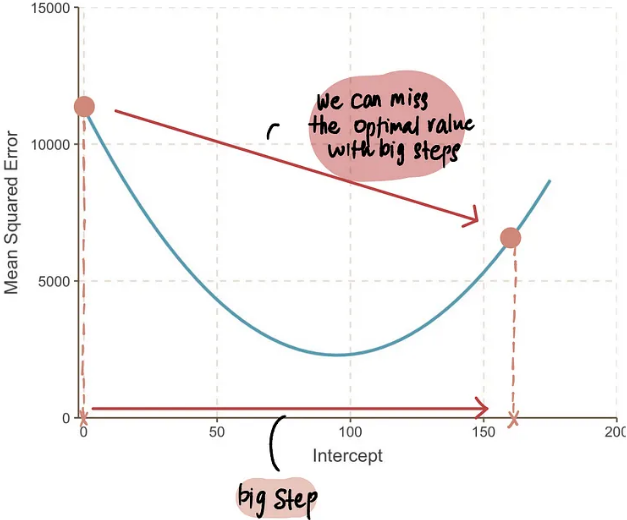 15000
we can miss
the optimal value
with big steps
10000
Mean Squared Error
5000
0
0 50 100 150 200
Intercept
big Step